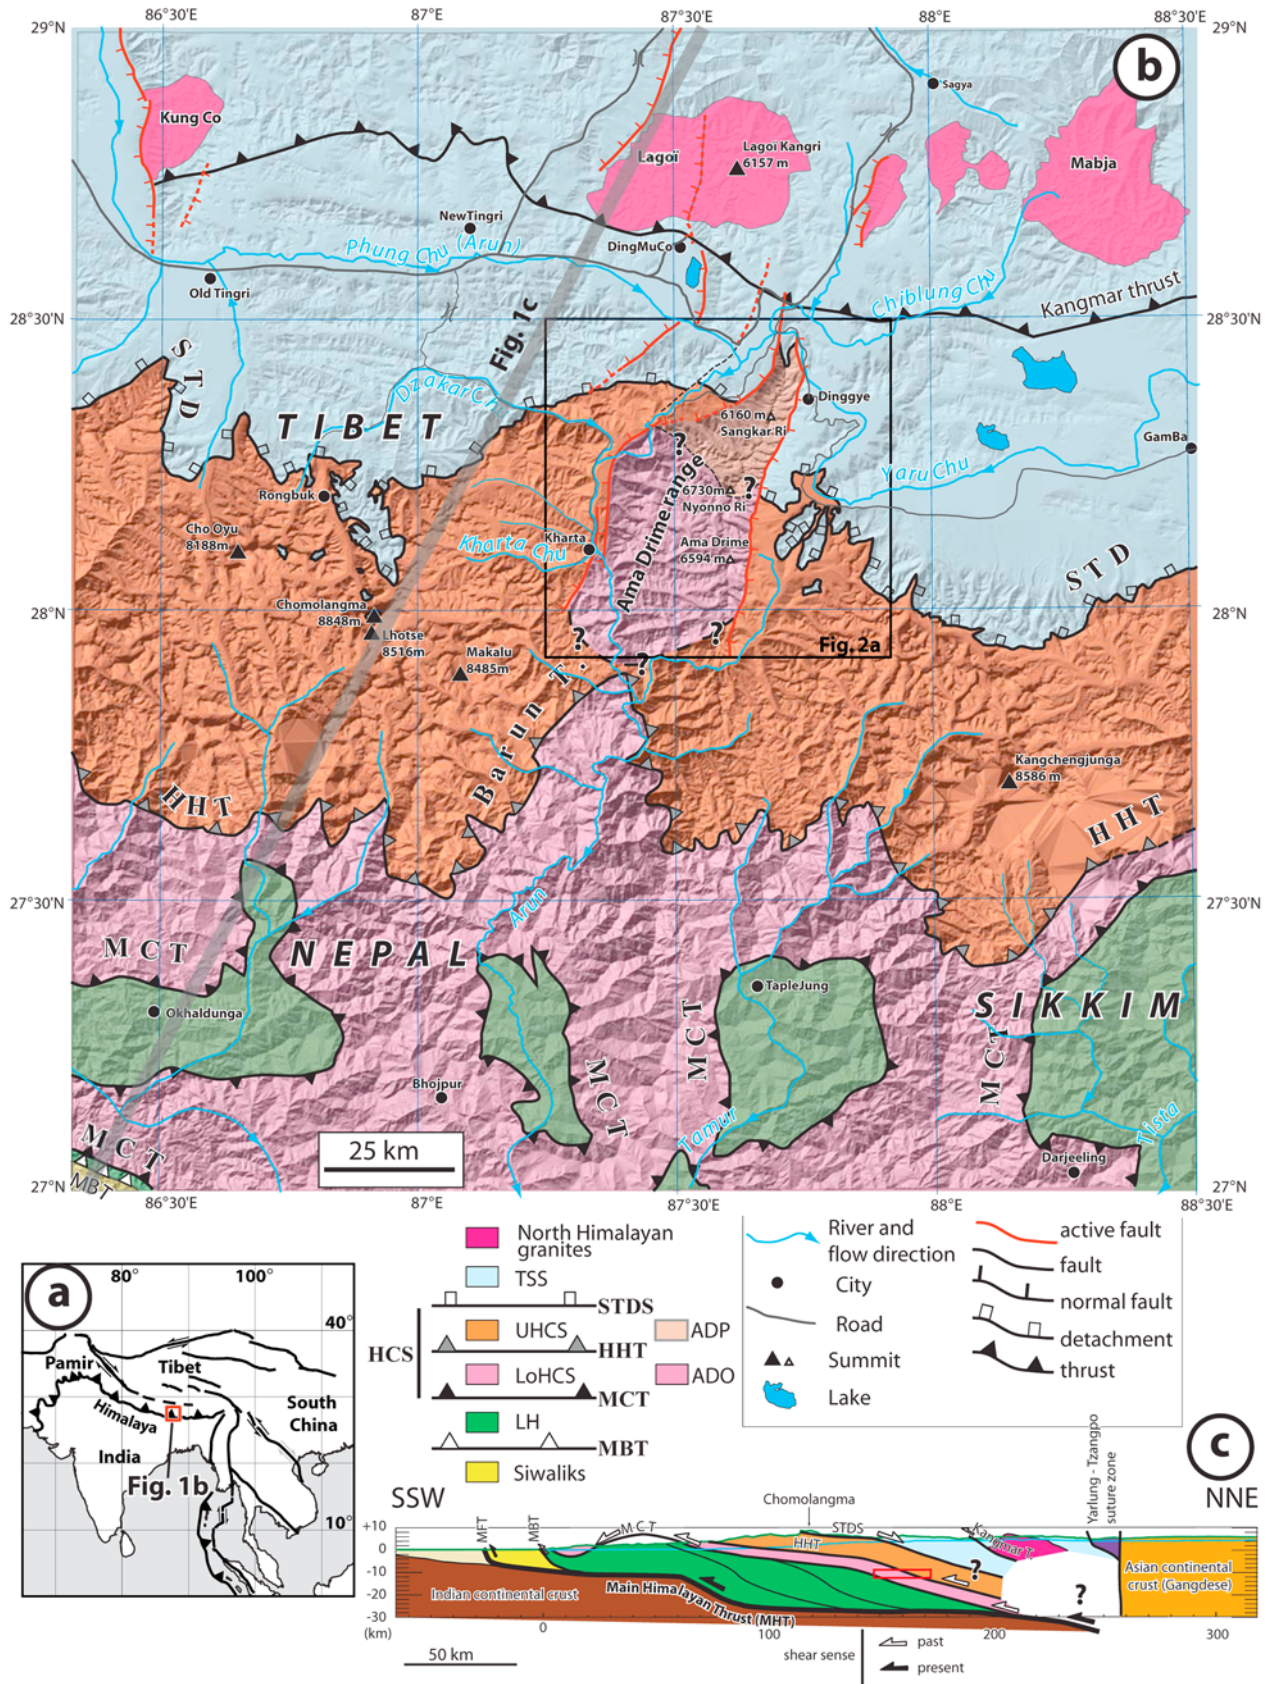 86°30'E 87°E 87°30'E 88°E 88°30'E
29°N 29°N
b
Sagya
Kung Co
Lagoï
Lagoï Kangri
6157 m
Mabja
NewTingri
Phung Chu (Arun)
DingMuCo
Old Tingri
Chiblung Chu
Kangmar thrust
28°30'N 28°30'N
Fig. 1c
STD
Dzakar Chu
TIBET
Dinggye
6160 m
Sangkar Ri
GamBa
Yaru Chu
?
Rongbuk
6730m
Nyonno Ri
?
Cho Oyu
8188m
Kharta
Kharta Chu
Ama Drime range
Ama Drime
6594 m
STD
28°N 28°N
Chomolangma
8848m
Lhotse
8516m
Makalu
8485m
?
?
?
Fig. 2a
Barun T.
Kangchengjunga
8586 m
HHT
HHT
27°30'N 27°30'N
Arun
MCT
NEPAL
TapleJung
SIKKIM
Okhaldunga
MCT
MCT
MCT
Bhojpur
Tamur
Tista
MCT
MBT
25 km
Darjeeling
27°N 27°N
86°30'E 87°E 87°30'E 88°E 88°30'E
North Himalayan
granites
TSS
STDS
UHCS
ADP
HHT
HCS
LoHCS
ADO
MCT
LH
MBT
Siwaliks
River and
flow direction
City
Road
Summit
Lake
active fault
fault
normal fault
detachment
thrust
a
80° 100°
40°
Pamir
Tibet
South
China
Himalaya
India
Fig. 1b
10°
c
SSW
NNE
Chomolangma
Yarlung - Tzangpo
suture zone
MFT
MBT
MCT
STDS
HHT
Kangmar T.
+10
0
-10
-20
-30
(km)
Indian continental crust
Main Himalayan Thrust (MHT)
?
?
Asian continental
crust (Gangdese)
0 100 200 300
50 km
shear sense
past
present